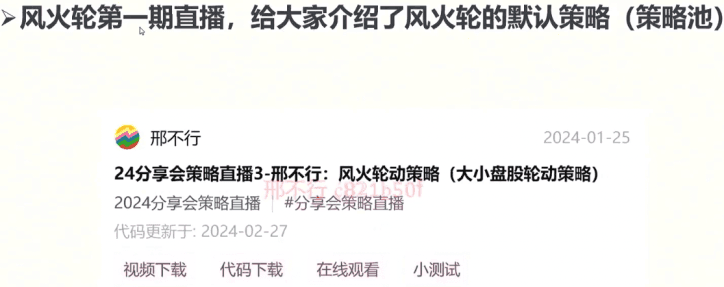 ➢风火轮第一期直播，给大家介绍了风火轮的默认策略（策略池）
邢不行
2024-01-25
24分享会策略直播3-邢不行：风火轮动策略（大小盘股轮动策略）
邢不行 c821b50f
2024分享会策略直播 #分享会策略直播
代码更新于: 2024-02-27
视频下载 代码下载 在线观看 小测试